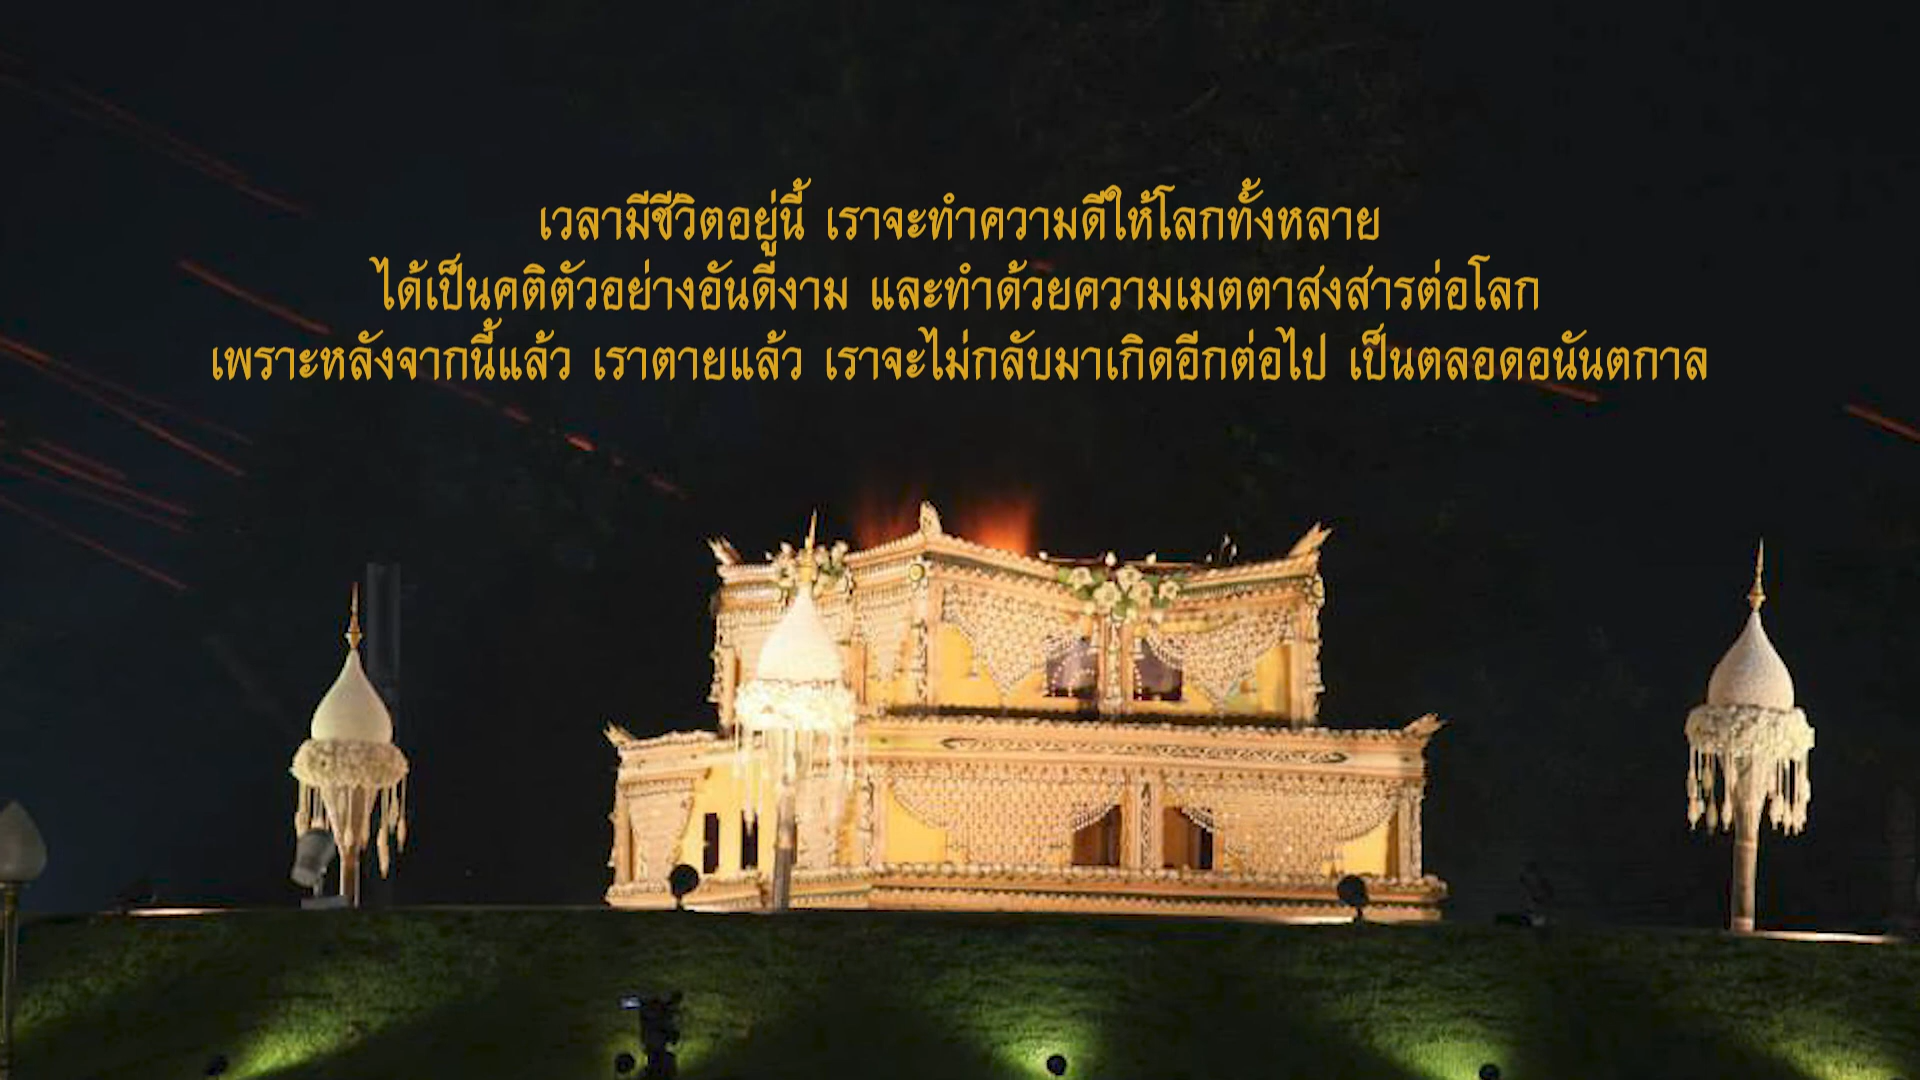 เวลามีชีวิตอยู่นี้ เราจะทำความดีให้โลกทั้งหลาย
ได้เป็นคติตัวอย่างอันดีงาม และทำด้วยความเมตตาสงสารต่อโลก
เพราะหลังจากนี้แล้ว เราตายแล้ว เราจะไม่กลับมาเกิดอีกต่อไป เป็นตลอดอนันตกาล